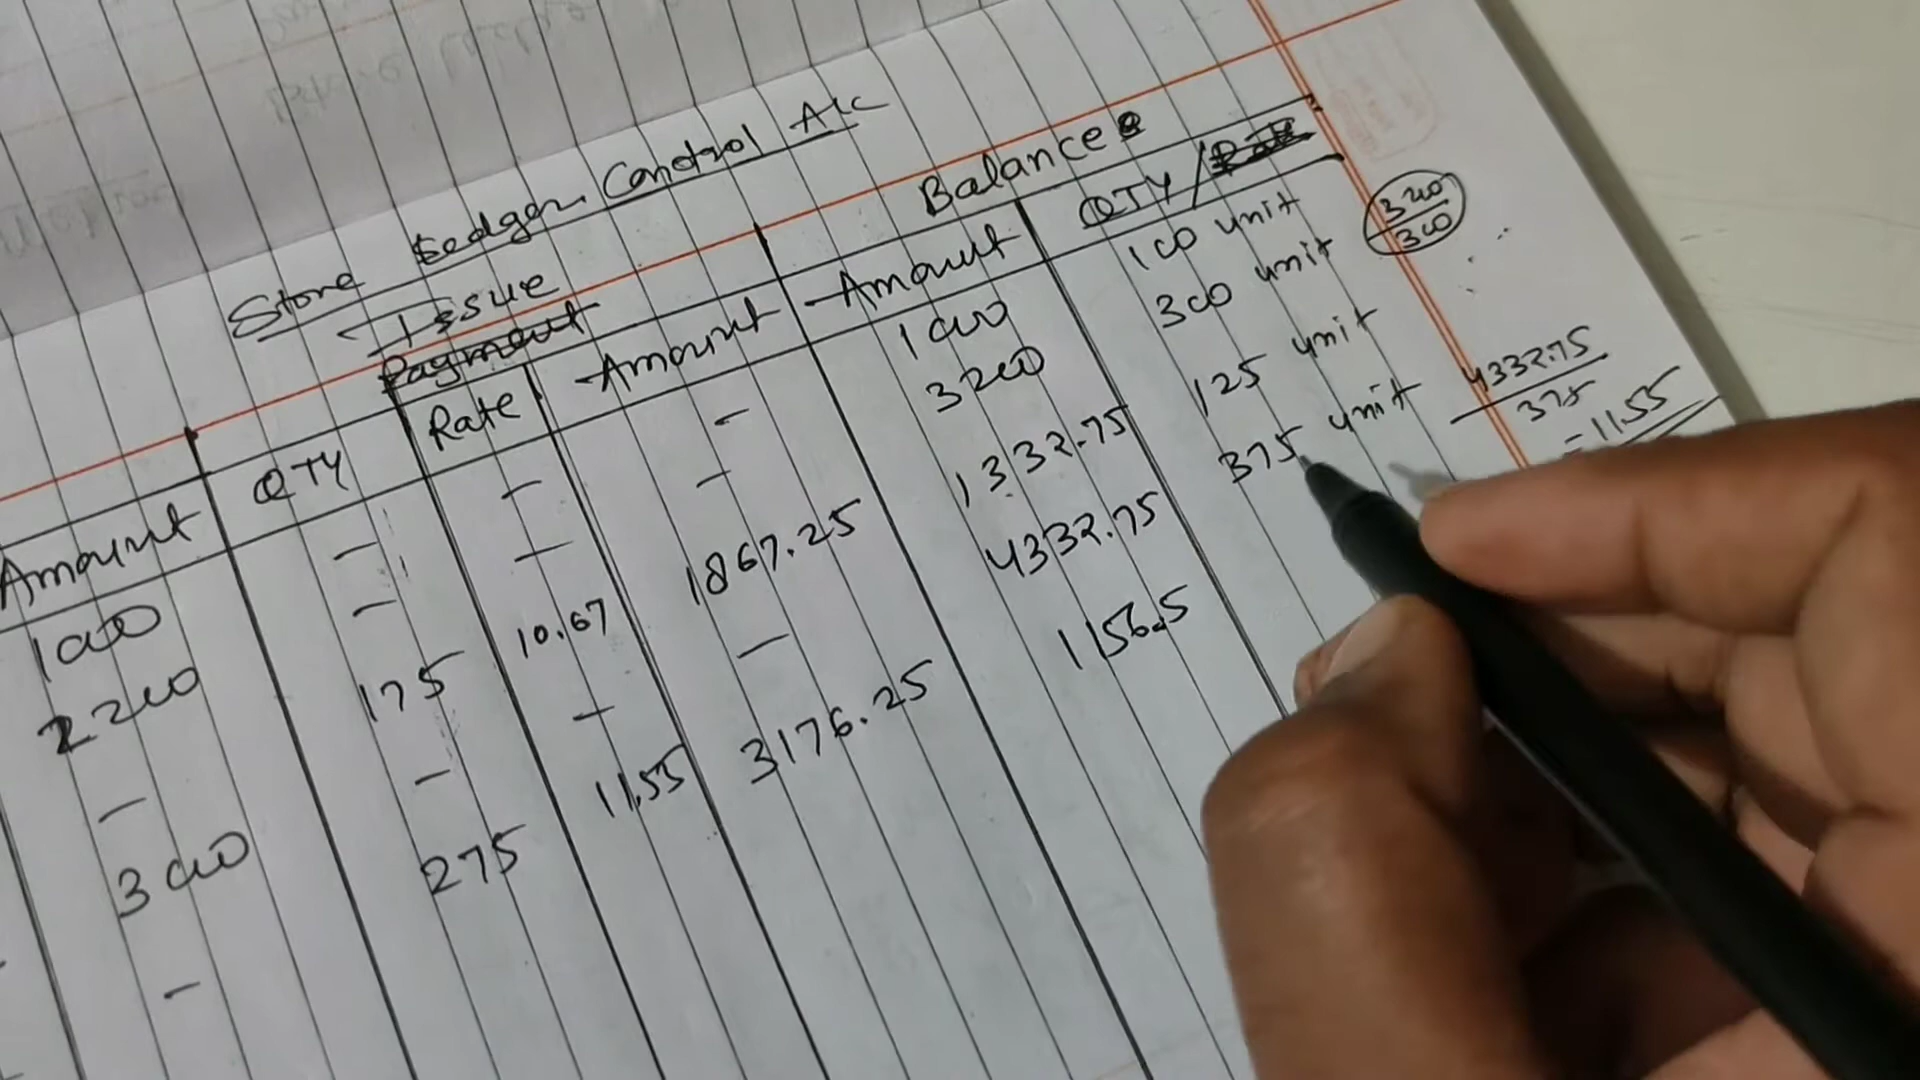 Store Ledger Control A/c
Issue
Payment
Balance
Amount QTY Rate Amount Amount QTY /
1000 - - - 1000 100 unit
2200 - - - 3200 300 unit 3200/300
- 175 10.67 1867.25 1332.75 125 unit
3000 - - - 4332.75 375 unit 4332.75/375
= 11.55
- 275 11.55 3176.25 1156.5